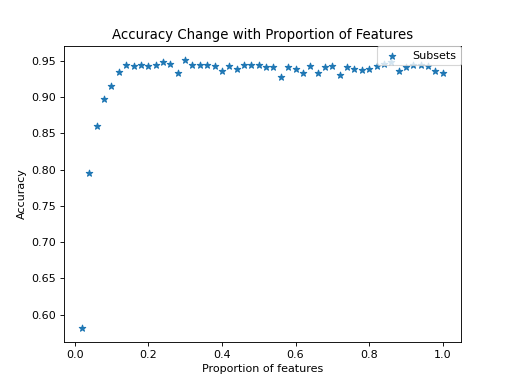 Accuracy Change with Proportion of Features
Subsets
Accuracy
0.95
0.90
0.85
0.80
0.75
0.70
0.65
0.60
0.0 0.2 0.4 0.6 0.8 1.0
Proportion of features